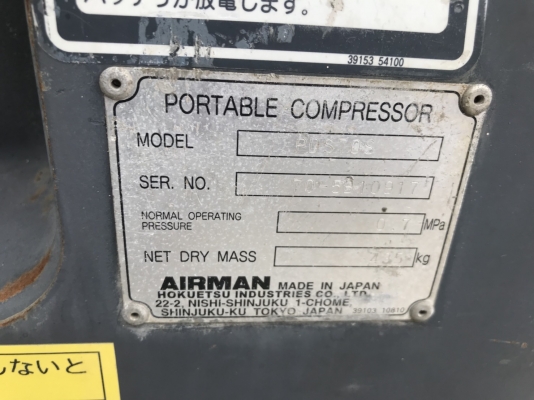 バッテリが放電します。
39153 54100
PORTABLE COMPRESSOR
MODEL
SER. NO.
NORMAL OPERATING
PRESSURE
MPa
NET DRY MASS
kg
AIRMAN MADE IN JAPAN
HOKUETSU INDUSTRIES CO., LTD.
22-2, NISHI-SHINJUKU 1-CHOME,
SHINJUKU-KU TOKYO JAPAN 39103 10810
しないと